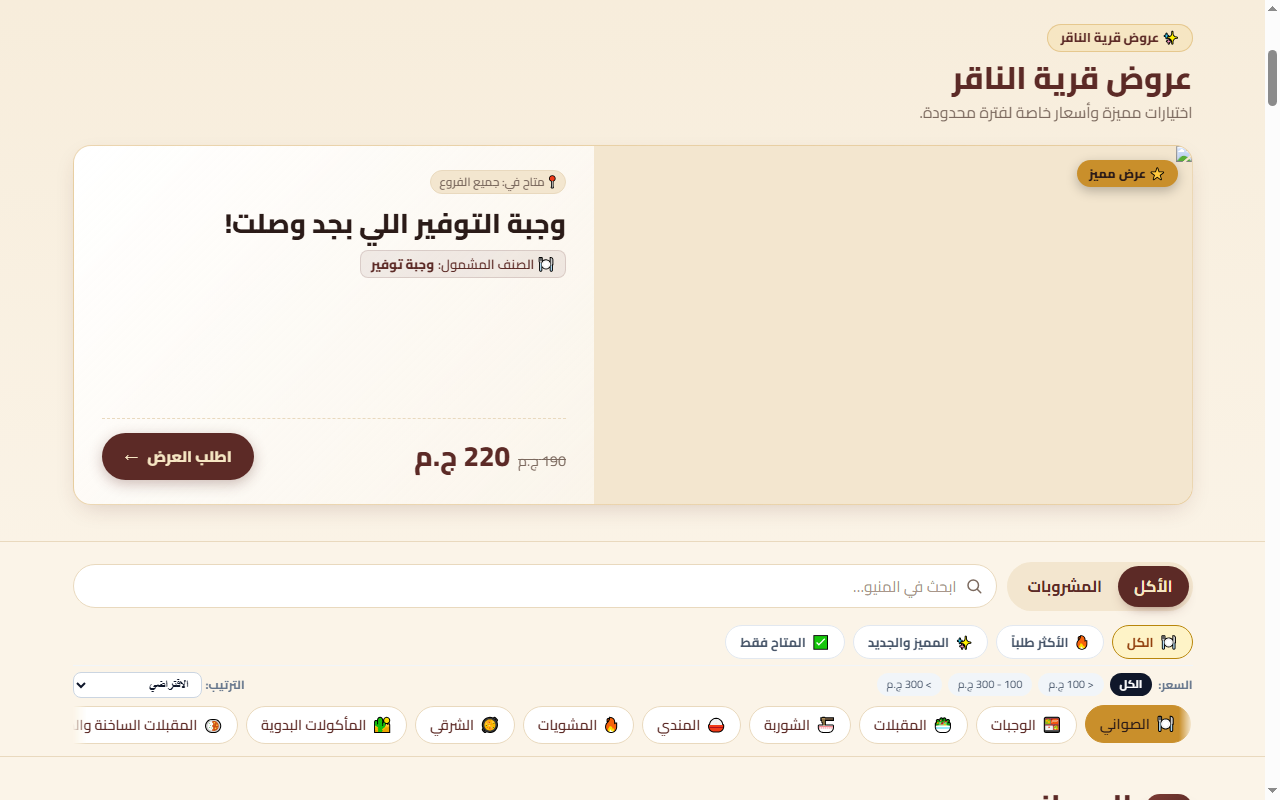 ✨ عروض قرية الناقر
عروض قرية الناقر
اختيارات مميزة وأسعار خاصة لفترة محدودة.
⭐ عرض مميز
📍 متاح في: جميع الفروع
وجبة التوفير اللي بجد وصلت!
🍽 الصنف المشمول: وجبة توفير
190 ج.م 220 ج.م
اطلب العرض ←
الأكل المشروبات
ابحث في المنيو...
🍽 الكل 🔥 الأكثر طلباً ✨ المميز والجديد ✅ المتاح فقط
السعر: الكل < 100 ج.م 100 - 300 ج.م > 300 ج.م الترتيب: الافتراضي
🍽 الصواني 🍱 الوجبات 🥗 المقبلات 🍜 الشوربة 🍚 المندي 🔥 المشويات 🥘 الشرقي 🏕 المأكولات البدوية المقبلات الساخنة